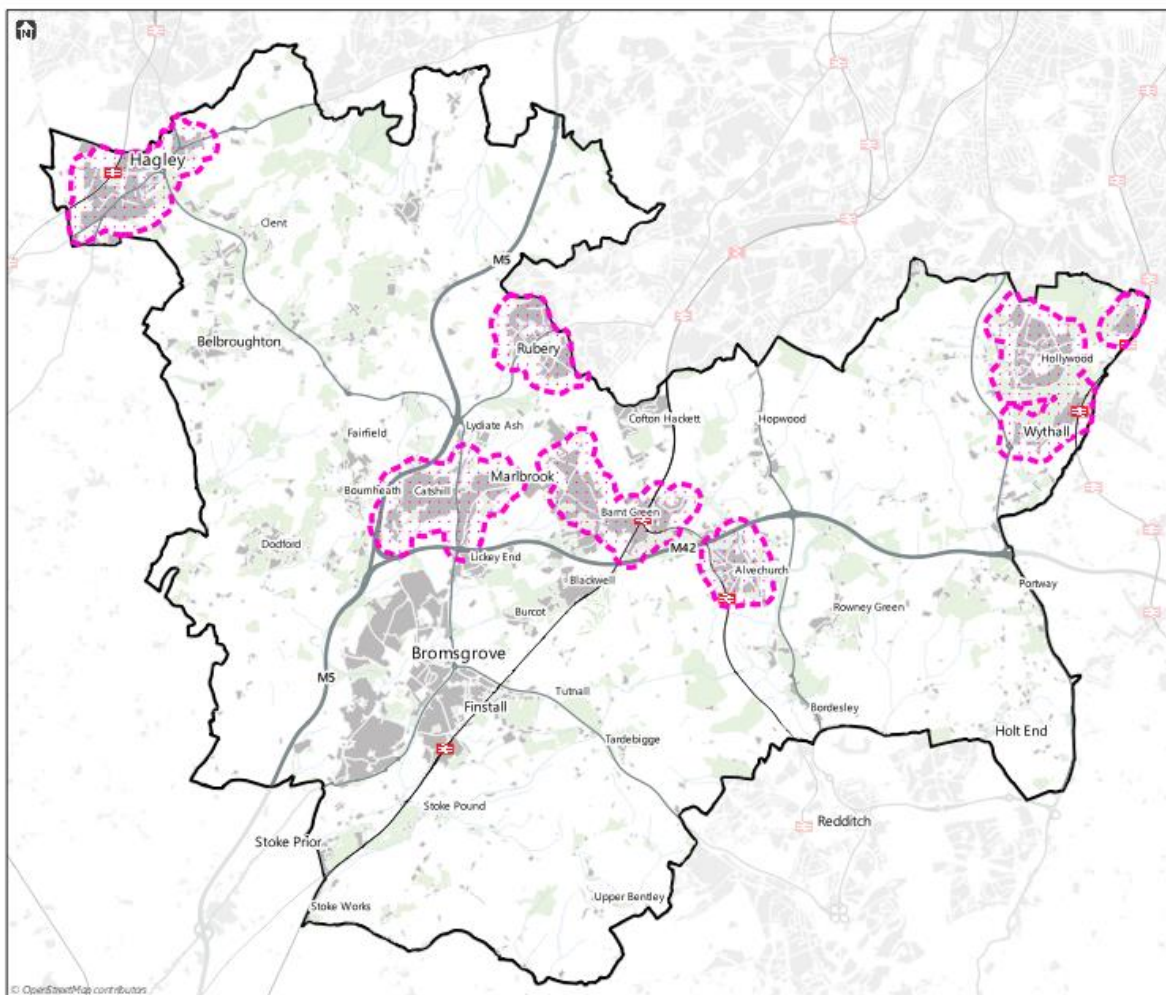 N
Hagley
Clent
M5
Belbroughton
Rubery
Hollywood
Cofton Hackett
Hopwood
Lydiate Ash
Fairfield
Wythall
Marlbrook
Bournheath
Catshill
Barnt Green
Dodford
M42
Lickey End
Alvechurch
Blackwell
Portway
Burcot
Rowney Green
Bromsgrove
M5
Tutnall
Finstall
Bordesley
Holt End
Tardebigge
Stoke Pound
Redditch
Stoke Prior
Upper Bentley
Stoke Works
© OpenStreetMap contributors